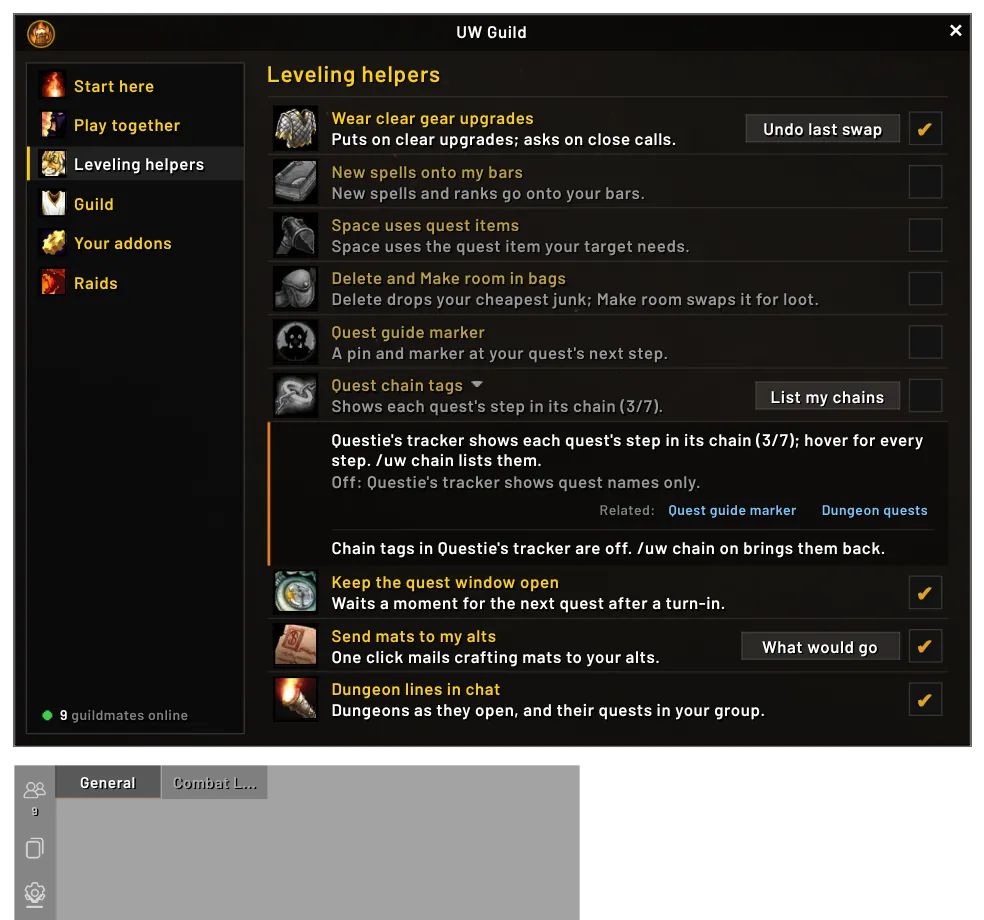 UW Guild
Start here
Play together
Leveling helpers
Guild
Your addons
Raids
9 guildmates online
Leveling helpers
Wear clear gear upgrades
Puts on clear upgrades; asks on close calls.
Undo last swap
New spells onto my bars
New spells and ranks go onto your bars.
Space uses quest items
Space uses the quest item your target needs.
Delete and Make room in bags
Delete drops your cheapest junk; Make room swaps it for loot.
Quest guide marker
A pin and marker at your quest's next step.
Quest chain tags
Shows each quest's step in its chain (3/7).
List my chains
Questie's tracker shows each quest's step in its chain (3/7); hover for every
step. /uw chain lists them.
Off: Questie's tracker shows quest names only.
Related: Quest guide marker Dungeon quests
Chain tags in Questie's tracker are off. /uw chain on brings them back.
Keep the quest window open
Waits a moment for the next quest after a turn-in.
Send mats to my alts
One click mails crafting mats to your alts.
What would go
Dungeon lines in chat
Dungeons as they open, and their quests in your group.
General
Combat L...
9